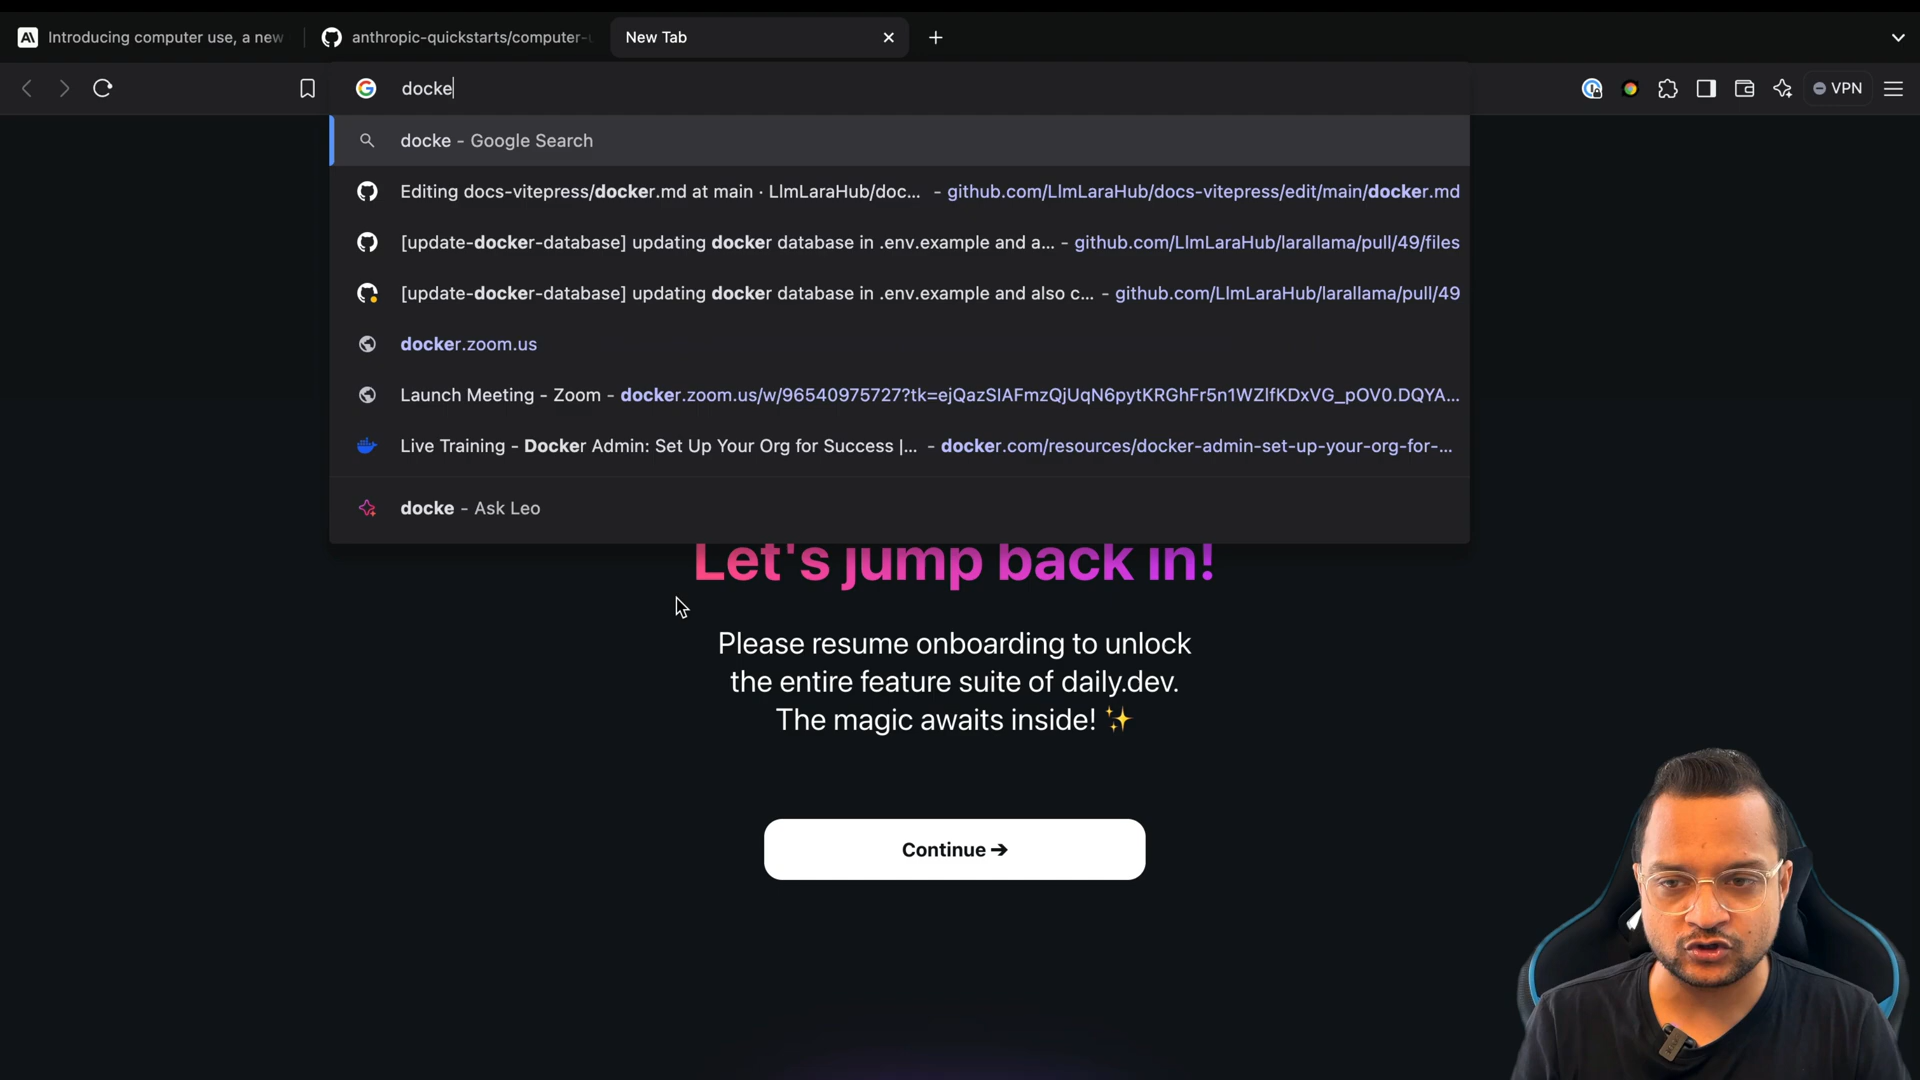 Introducing computer use, a new
anthropic-quickstarts/computer-
New Tab
docke
VPN
docke - Google Search
Editing docs-vitepress/docker.md at main · LlmLaraHub/doc... - github.com/LlmLaraHub/docs-vitepress/edit/main/docker.md
[update-docker-database] updating docker database in .env.example and a... - github.com/LlmLaraHub/larallama/pull/49/files
[update-docker-database] updating docker database in .env.example and also c... - github.com/LlmLaraHub/larallama/pull/49
docker.zoom.us
Launch Meeting - Zoom - docker.zoom.us/w/96540975727?tk=ejQazSlAFmzQjUqN6pytKRGhFr5n1WZlfKDxVG_pOV0.DQYA...
Live Training - Docker Admin: Set Up Your Org for Success |... - docker.com/resources/docker-admin-set-up-your-org-for-...
docke - Ask Leo
Let's jump back in!
Please resume onboarding to unlock
the entire feature suite of daily.dev.
The magic awaits inside! ✨
Continue →